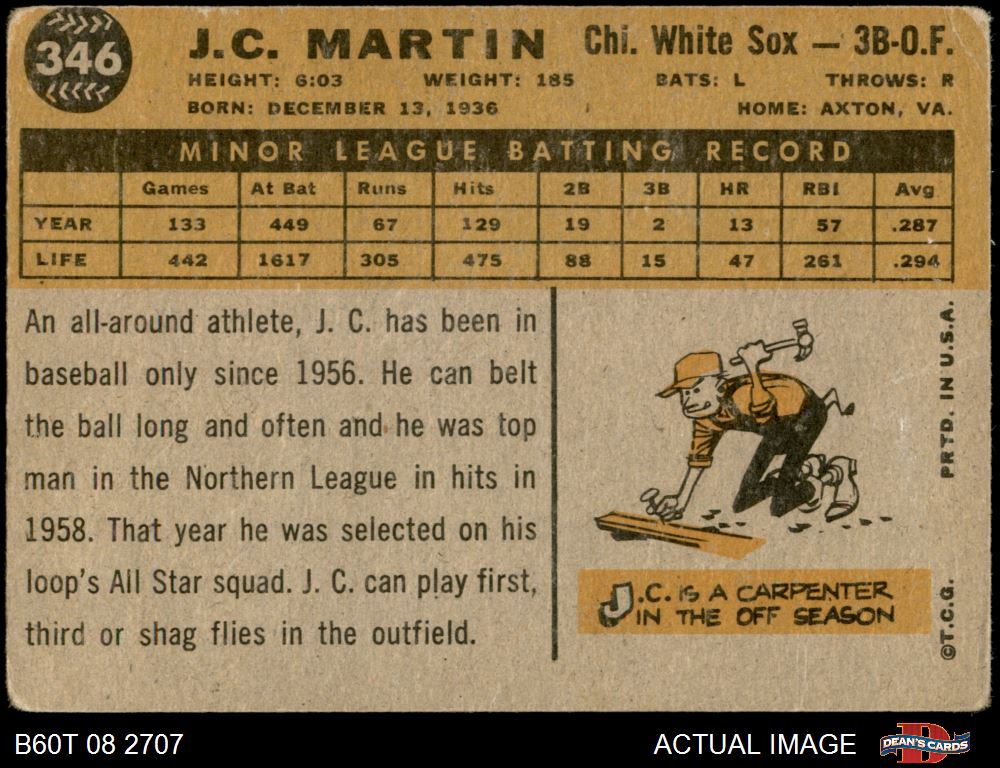 346
J.C. MARTIN Chi. White Sox — 3B-O.F.
HEIGHT: 6:03 WEIGHT: 185 BATS: L THROWS: R
BORN: DECEMBER 13, 1936 HOME: AXTON, VA.
MINOR LEAGUE BATTING RECORD
Games At Bat Runs Hits 2B 3B HR RBI Avg
YEAR 133 449 67 129 19 2 13 57 .287
LIFE 442 1617 305 475 88 15 47 261 .294
An all-around athlete, J. C. has been in
baseball only since 1956. He can belt
the ball long and often and he was top
man in the Northern League in hits in
1958. That year he was selected on his
loop's All Star squad. J. C. can play first,
third or shag flies in the outfield.
J.C. IS A CARPENTER
IN THE OFF SEASON
PRTD. IN U.S.A.
©T.C.G.
B60T 08 2707
ACTUAL IMAGE
DEAN'S CARDS